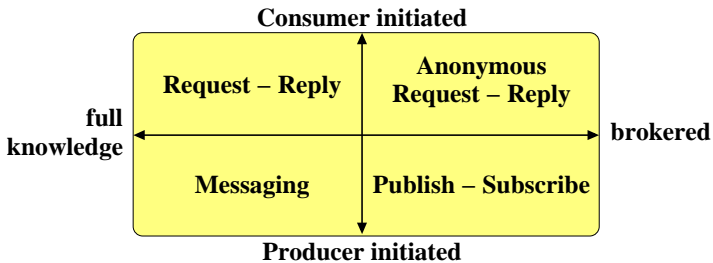 Consumer initiated
Request – Reply
Anonymous
Request – Reply
full
knowledge
brokered
Messaging
Publish – Subscribe
Producer initiated